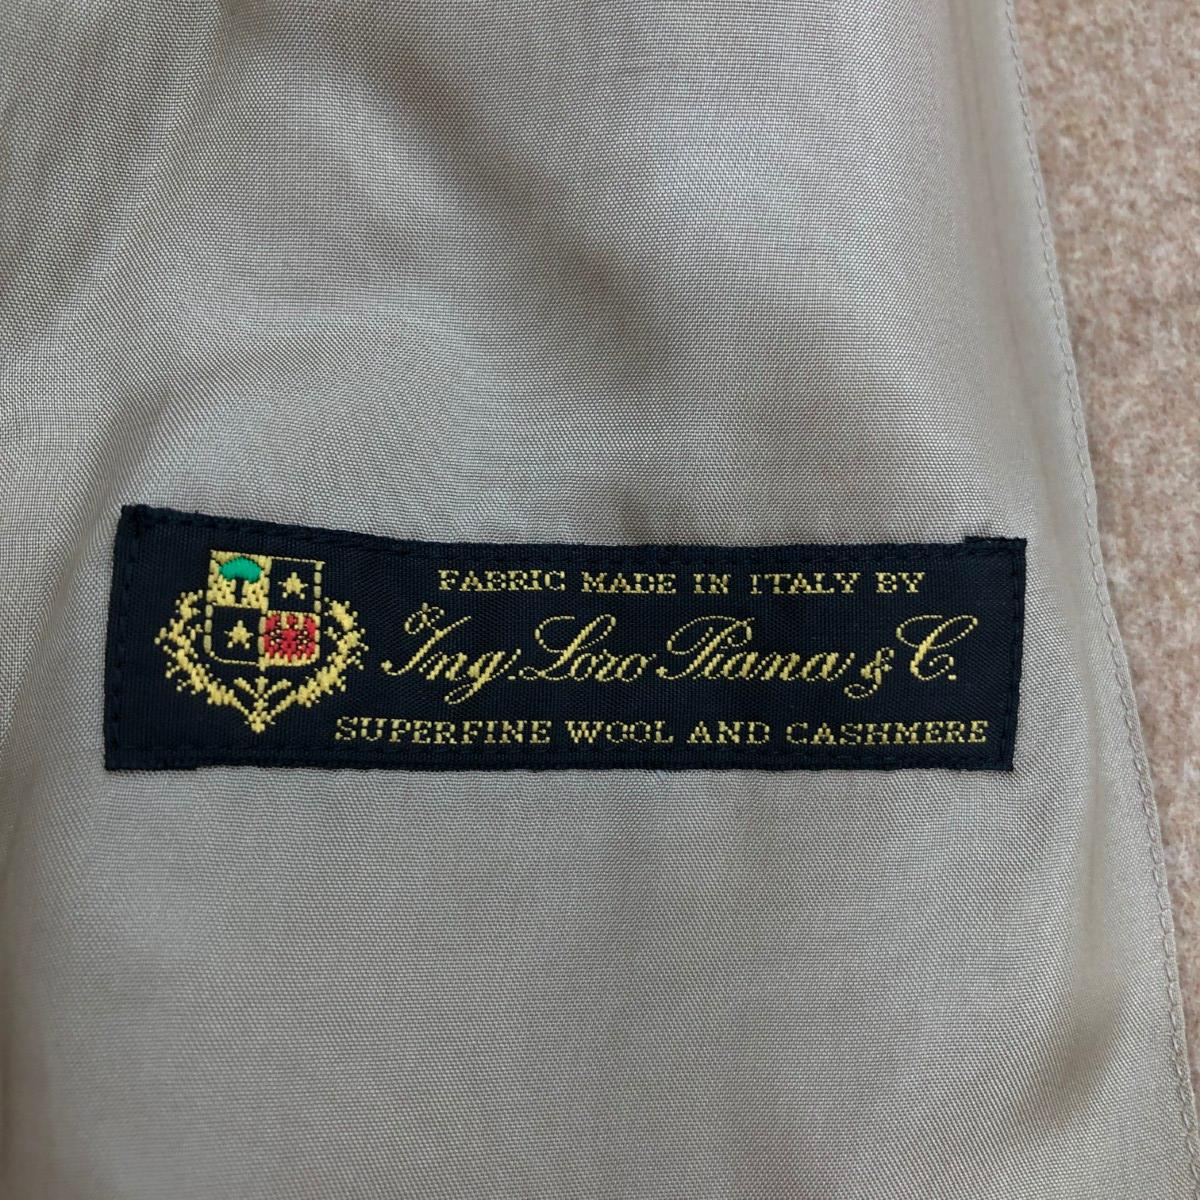 FABRIC MADE IN ITALY BY
Ing. Loro Piana & C.
SUPERFINE WOOL AND CASHMERE